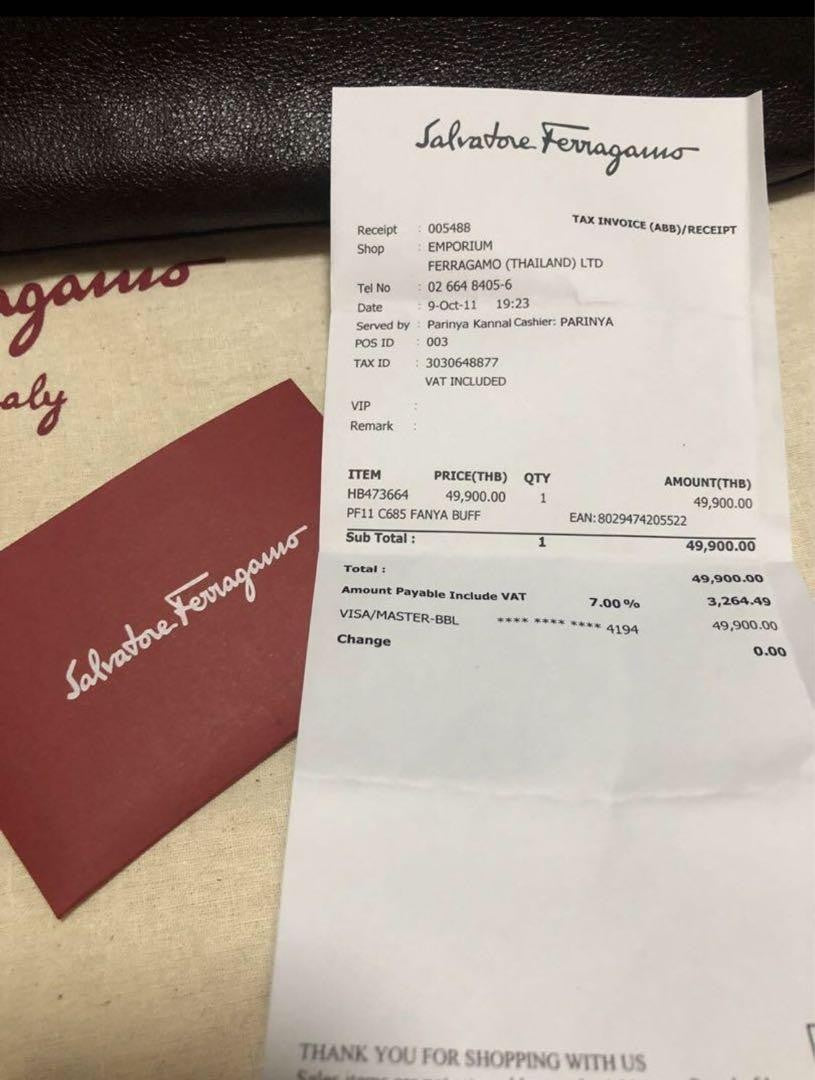 Salvatore Ferragamo
TAX INVOICE (ABB)/RECEIPT
Receipt : 005488
Shop : EMPORIUM
FERRAGAMO (THAILAND) LTD
Tel No : 02 664 8405-6
Date : 9-Oct-11 19:23
Served by : Parinya Kannal Cashier: PARINYA
POS ID : 003
TAX ID : 3030648877
VAT INCLUDED
VIP :
Remark :
ITEM PRICE(THB) QTY AMOUNT(THB)
HB473664 49,900.00 1 49,900.00
PF11 C685 FANYA BUFF EAN:8029474205522
Sub Total : 1 49,900.00
Total : 49,900.00
Amount Payable Include VAT 7.00% 3,264.49
VISA/MASTER-BBL **** **** **** 4194 49,900.00
Change 0.00
THANK YOU FOR SHOPPING WITH US
agamo
aly
Salvatore Ferragamo